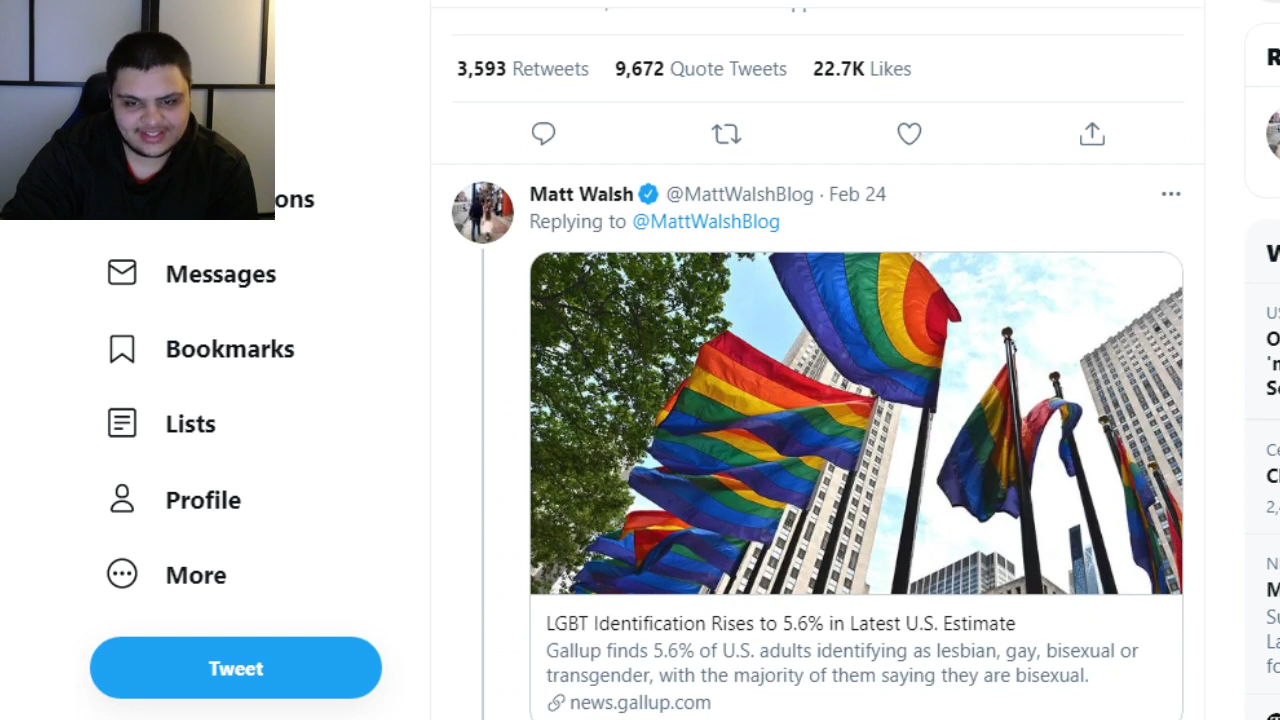 3,593 Retweets 9,672 Quote Tweets 22.7K Likes
Matt Walsh @MattWalshBlog · Feb 24
Replying to @MattWalshBlog
LGBT Identification Rises to 5.6% in Latest U.S. Estimate
Gallup finds 5.6% of U.S. adults identifying as lesbian, gay, bisexual or
transgender, with the majority of them saying they are bisexual.
news.gallup.com
ons
Messages
Bookmarks
Lists
Profile
More
Tweet